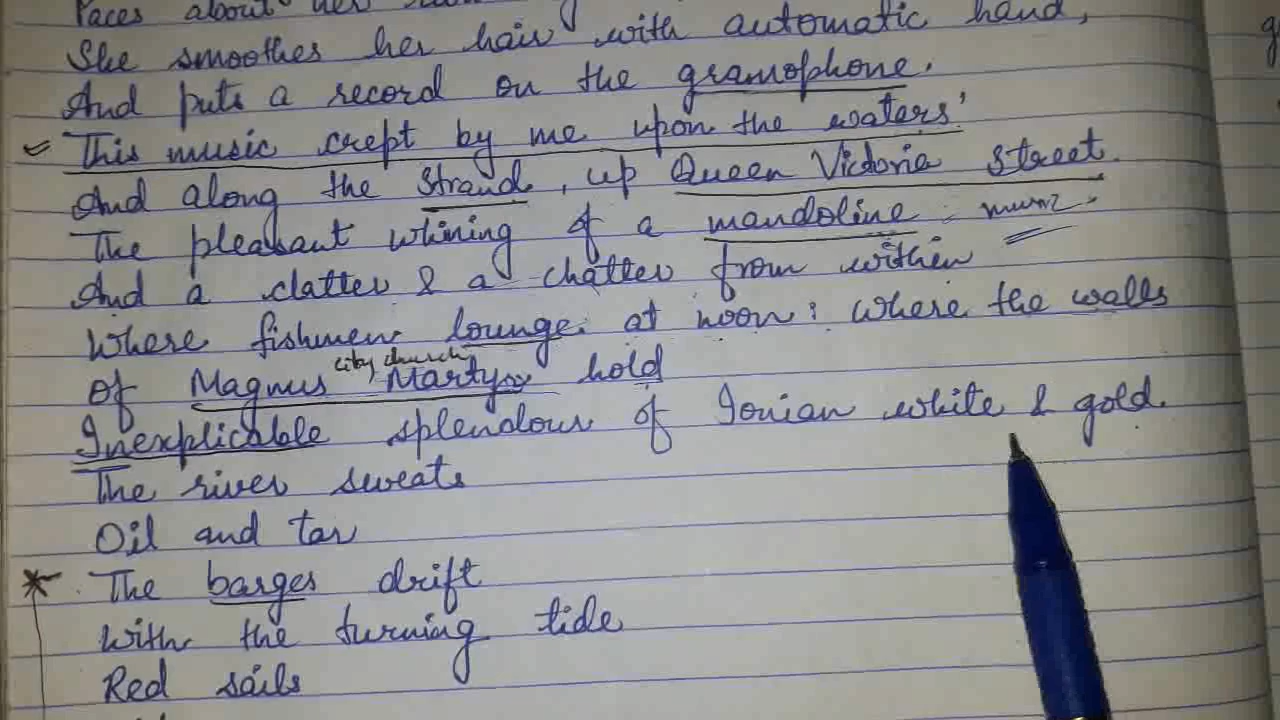 Paces about her
She smoothes her hair with automatic hand,
And puts a record on the gramophone.
This music crept by me upon the waters'
And along the Strand, up Queen Victoria street.
The pleasant whining of a mandoline
And a clatter & a chatter from within
Where fishmen lounge at noon: where the walls
city church
Of Magnus Martyr hold
Inexplicable splendour of Ionian white & gold.
The river sweats
Oil and tar
The barges drift
With the turning tide
Red sails